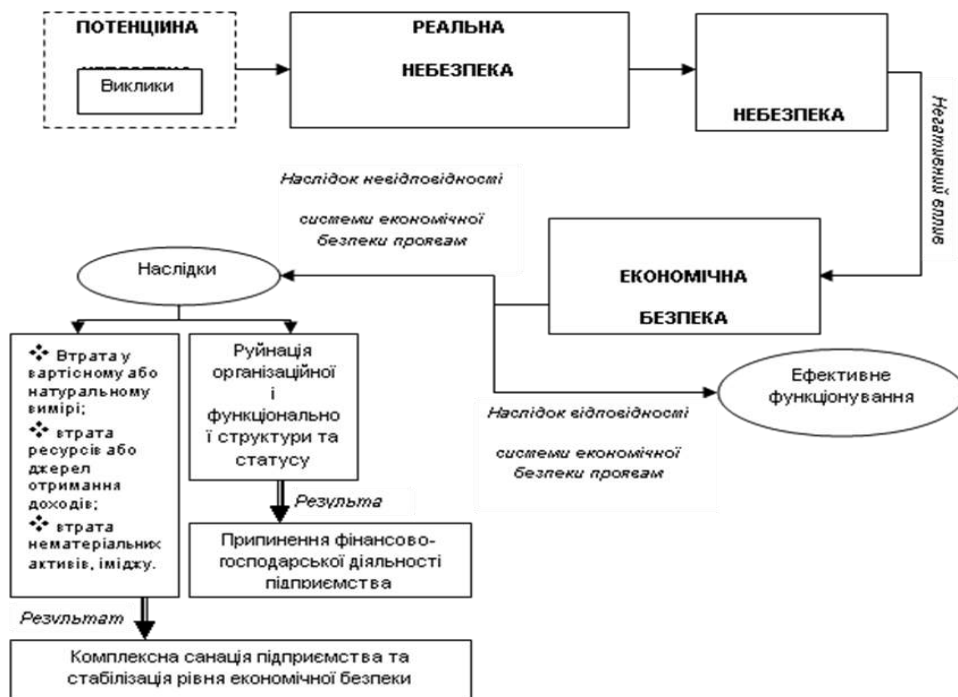 ПОТЕНЦІЙНА
Виклики
РЕАЛЬНА
НЕБЕЗПЕКА
НЕБЕЗПЕКА
Негативний вплив
Наслідок невідповідності
системи економічної
безпеки проявам
Наслідки
ЕКОНОМІЧНА
БЕЗПЕКА
❖ Втрата у
вартісному або
натуральному
вимірі;
❖ втрата
ресурсів або
джерел
отримання
доходів;
❖ втрата
нематеріальних
активів, іміджу.
Руйнація
організаційної
і
функціонально
ї структури та
статусу
Ефективне
функціонування
Наслідок відповідності
системи економічної
безпеки проявам
Результа
Припинення фінансово-
господарської діяльності
підприємства
Результат
Комплексна санація підприємства та
стабілізація рівня економічної безпеки